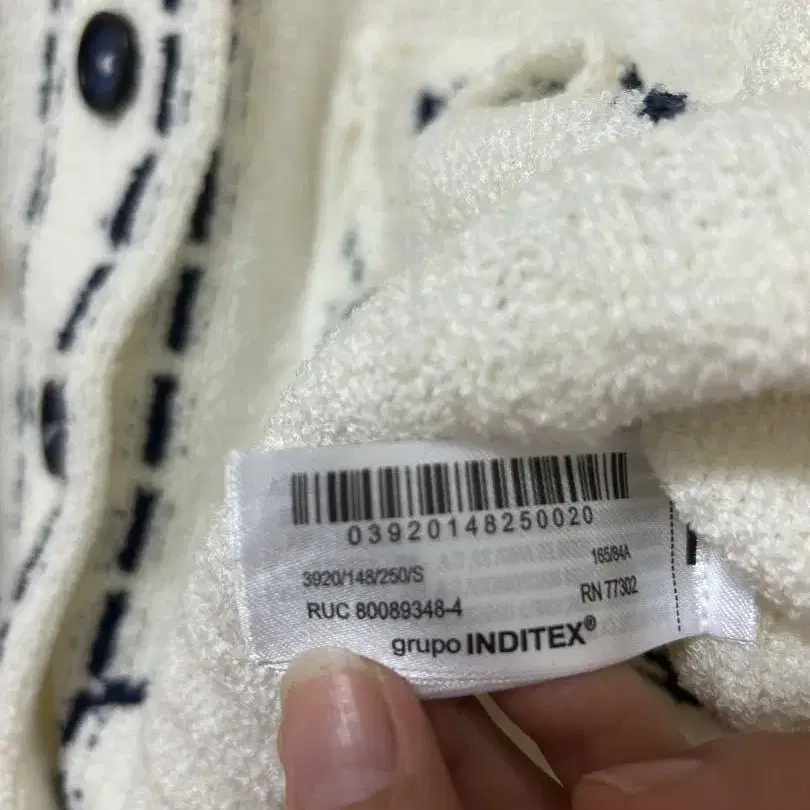 03920148250020
3920/148/250/S
165/84A
RUC 80089348-4
RN 77302
grupo INDITEX®